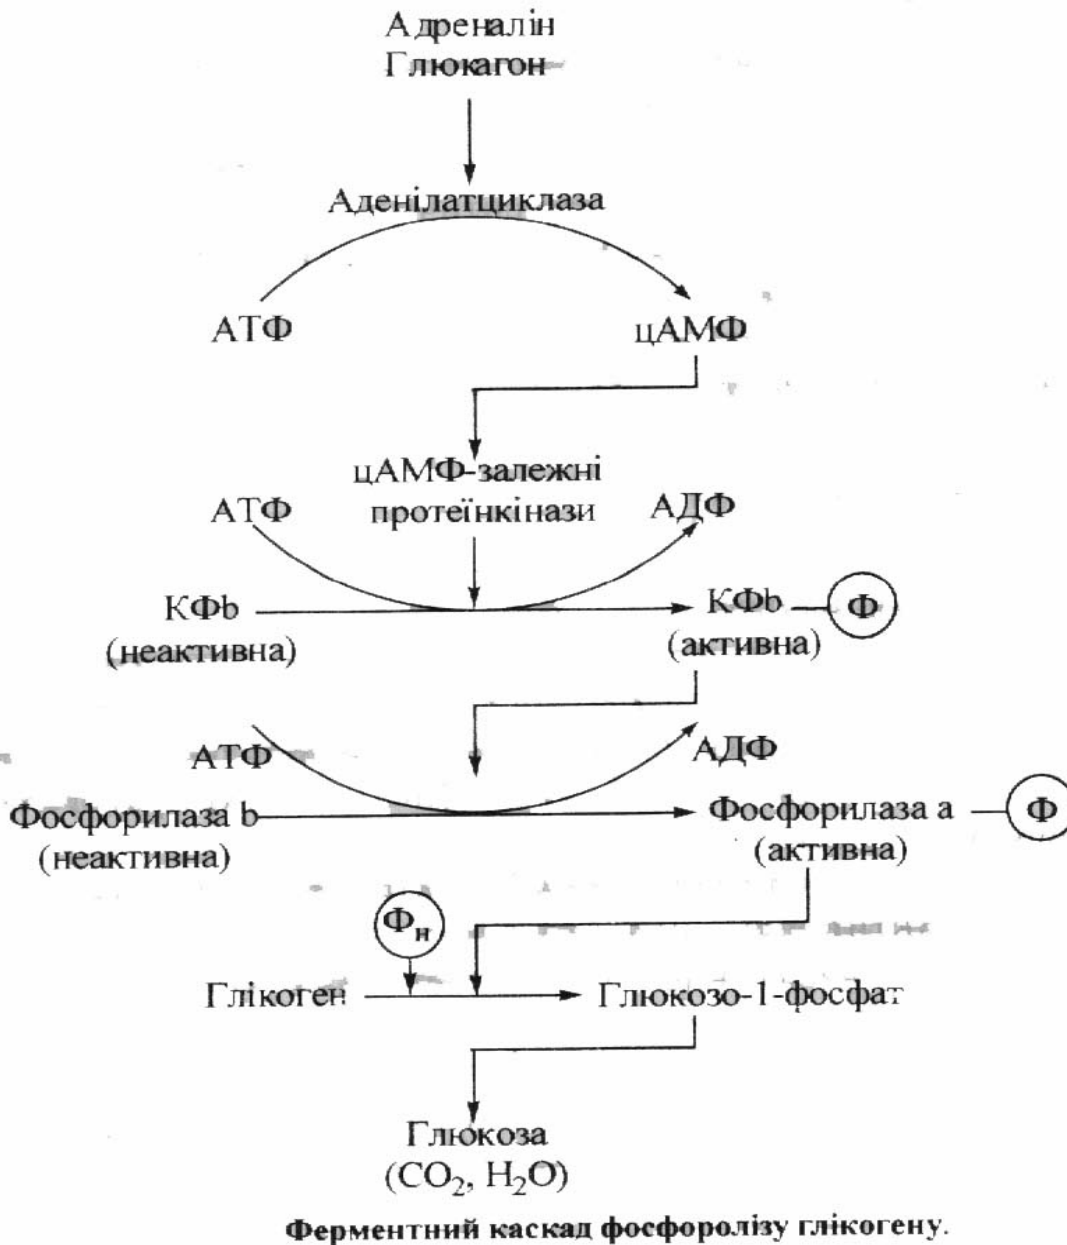 Адреналін
Глюкагон
Аденілатциклаза
АТФ цАМФ
цАМФ-залежні
протеїнкінази
АТФ АДФ
КФb КФb Ф
(неактивна) (активна)
АТФ АДФ
Фосфорилаза b Фосфорилаза а Ф
(неактивна) (активна)
Фн
Глікоген Глюкозо-1-фосфат
Глюкоза
(CO₂, H₂O)
Ферментний каскад фосфоролізу глікогену.